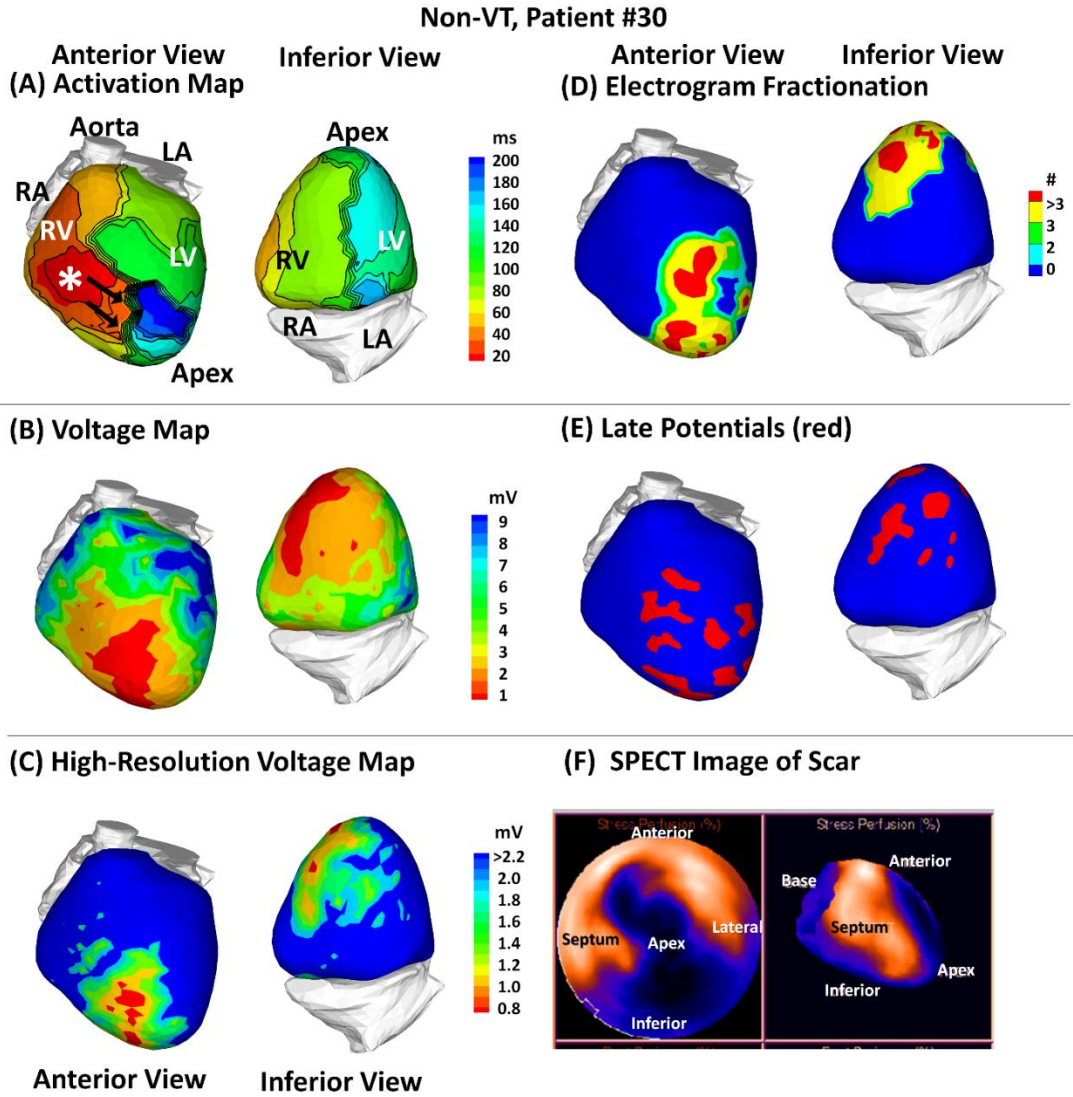 Non-VT, Patient #30
Anterior View Inferior View
(A) Activation Map
Aorta
LA
RA
RV
LV
*
Apex
Apex
RV
LV
RA
LA
ms
200
180
160
140
120
100
80
60
40
20
Anterior View Inferior View
(D) Electrogram Fractionation
#
>3
3
2
0
(B) Voltage Map
mV
9
8
7
6
5
4
3
2
1
(E) Late Potentials (red)
(C) High-Resolution Voltage Map
mV
>2.2
2.0
1.8
1.6
1.4
1.2
1.0
0.8
Anterior View Inferior View
(F) SPECT Image of Scar
Stress Perfusion (%)
Anterior
Septum
Apex
Lateral
Inferior
Stress Perfusion (%)
Anterior
Base
Septum
Apex
Inferior